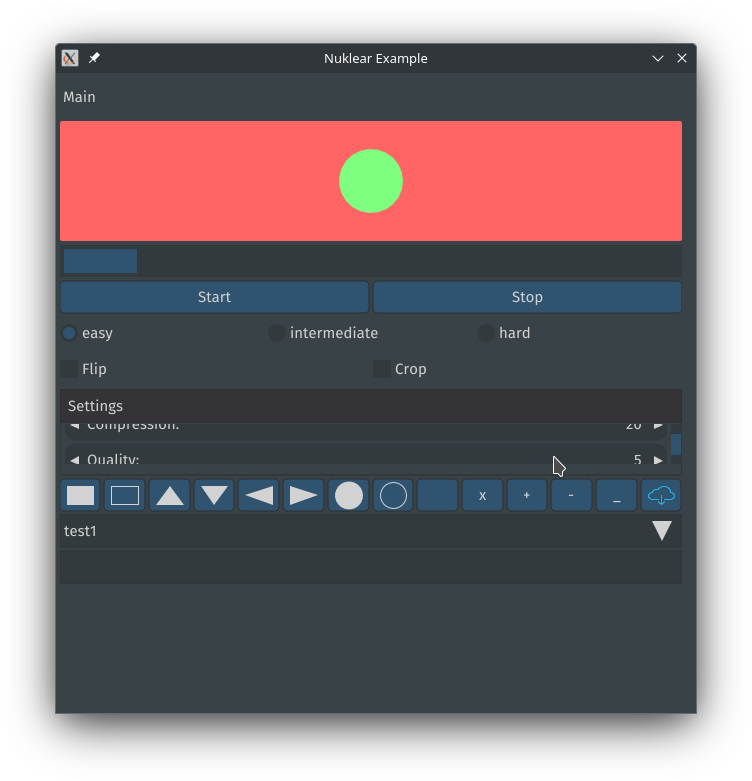 Nuklear Example
Main
Start Stop
easy intermediate hard
Flip Crop
Settings
Compression: 20
Quality: 5
x + - _
test1